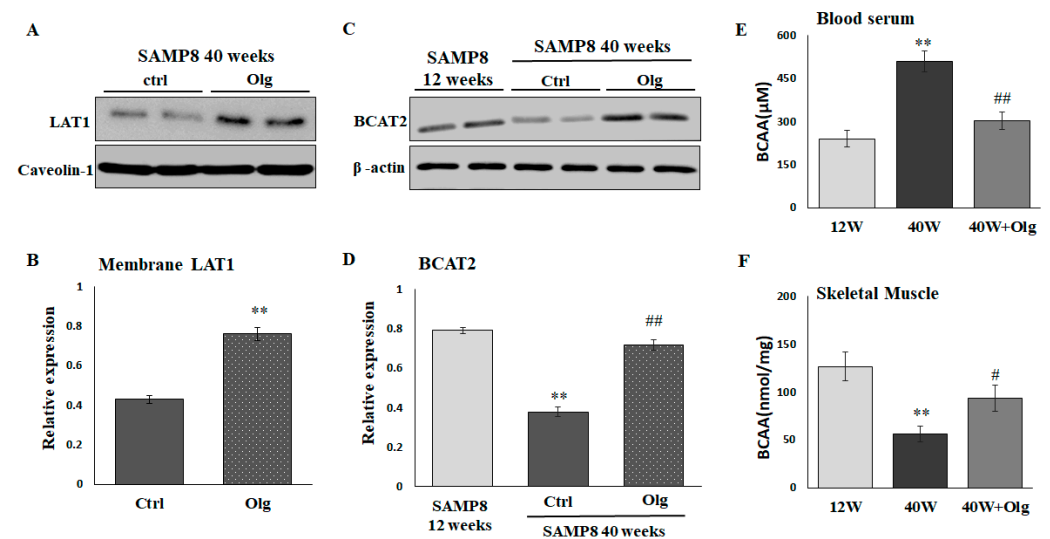 A
SAMP8 40 weeks
ctrl Olg
LAT1
Caveolin-1
B Membrane LAT1
Relative expression
1
0.8
0.6
0.4
0.2
0
**
Ctrl Olg
C
SAMP8
12 weeks
SAMP8 40 weeks
Ctrl Olg
BCAT2
β -actin
D BCAT2
Relative expression
1
0.8
0.6
0.4
0.2
0
**
##
SAMP8
12 weeks
Ctrl Olg
SAMP8 40 weeks
E Blood serum
BCAA(μM)
600
450
300
150
0
**
##
12W 40W 40W+Olg
F
Skeletal Muscle
BCAA(nmol/mg)
200
150
100
50
0
**
#
12W 40W 40W+Olg